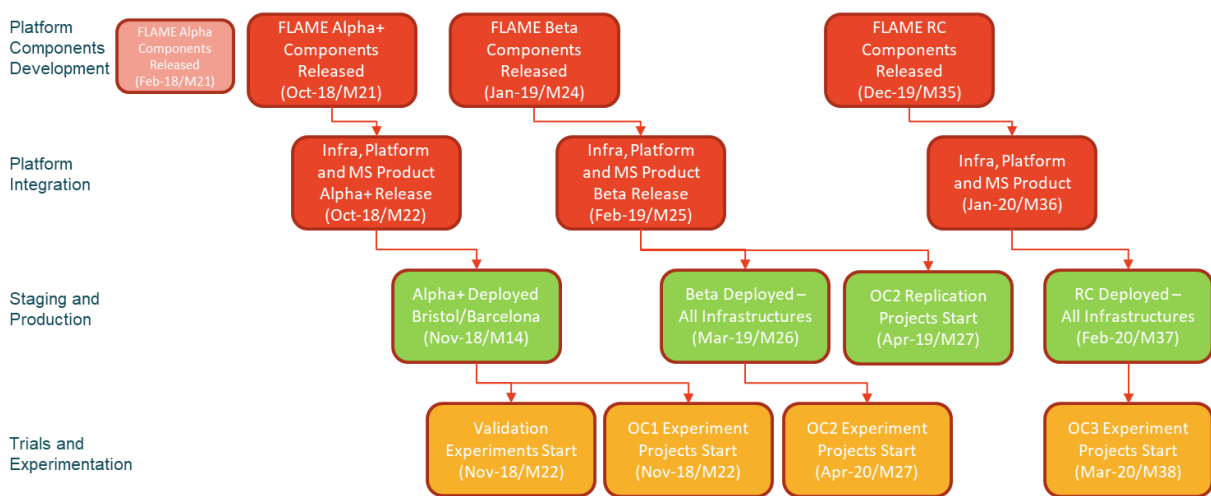 Platform
Components
Development
FLAME Alpha
Components
Released
(Feb-18/M21)
FLAME Alpha+
Components
Released
(Oct-18/M21)
FLAME Beta
Components
Released
(Jan-19/M24)
FLAME RC
Components
Released
(Dec-19/M35)
Platform
Integration
Infra, Platform
and MS Product
Alpha+ Release
(Oct-18/M22)
Infra, Platform
and MS Product
Beta Release
(Feb-19/M25)
Infra, Platform
and MS Product
(Jan-20/M36)
Staging and
Production
Alpha+ Deployed
Bristol/Barcelona
(Nov-18/M14)
Beta Deployed –
All Infrastructures
(Mar-19/M26)
OC2 Replication
Projects Start
(Apr-19/M27)
RC Deployed –
All Infrastructures
(Feb-20/M37)
Trials and
Experimentation
Validation
Experiments Start
(Nov-18/M22)
OC1 Experiment
Projects Start
(Nov-18/M22)
OC2 Experiment
Projects Start
(Apr-20/M27)
OC3 Experiment
Projects Start
(Mar-20/M38)